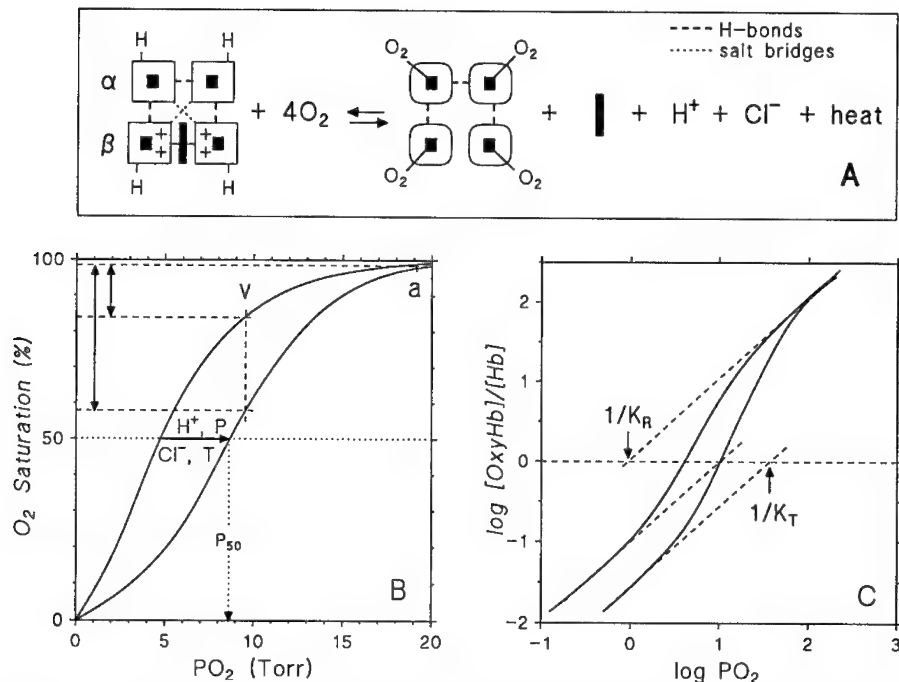 H H
---- H-bonds
........ salt bridges
α
β
+ +
+ +
H H
+ 4O₂
O₂ O₂
O₂ O₂
+ + H⁺ + Cl⁻ + heat
A
100
50
0
O₂ Saturation (%)
V
a
H⁺, P
Cl⁻, T
P₅₀
B
0 5 10 15 20
PO₂ (Torr)
2
1
0
-1
-2
log [OxyHb]/[Hb]
1/K_R
1/K_T
C
-1 0 1 2 3
log PO₂